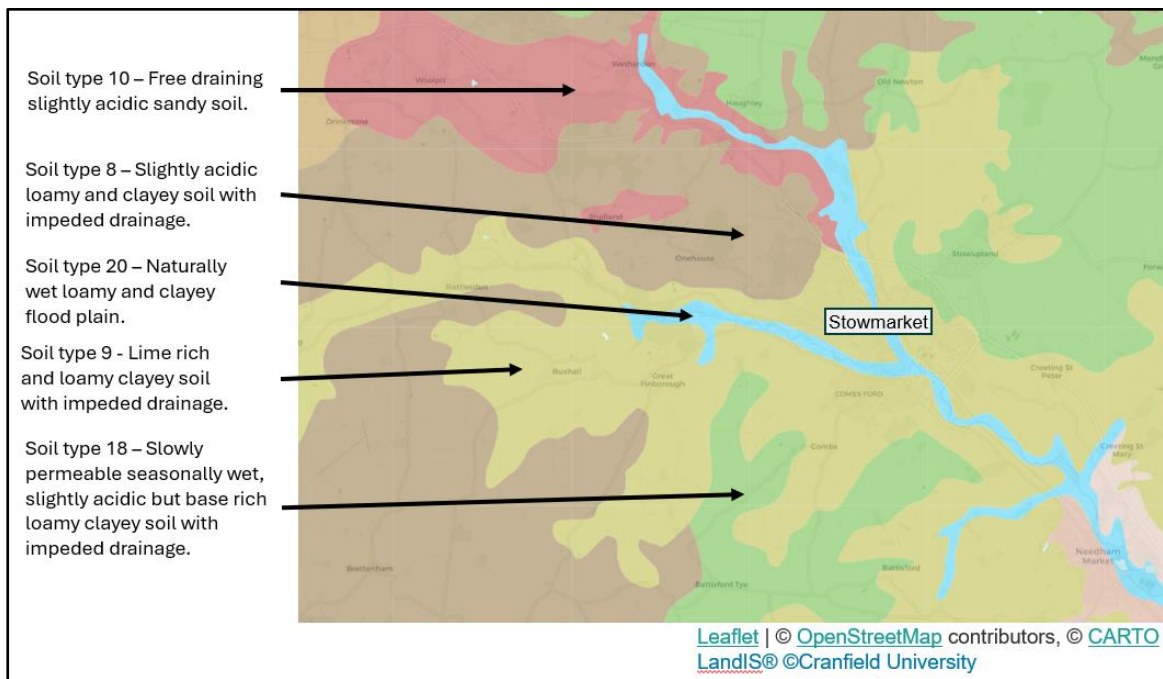 Soil type 10 – Free draining
slightly acidic sandy soil.
Soil type 8 – Slightly acidic
loamy and clayey soil with
impeded drainage.
Soil type 20 – Naturally
wet loamy and clayey
flood plain.
Soil type 9 - Lime rich
and loamy clayey soil
with impeded drainage.
Soil type 18 – Slowly
permeable seasonally wet,
slightly acidic but base rich
loamy clayey soil with
impeded drainage.
Wetherden
Woolpit
Old Newton
Haughley
Drinkstone
Shelland
Onehouse
Stowupland
Rattlesden
Stowmarket
Buxhall
Great
Finborough
Creeting St
Peter
COMBS FORD
Combs
Creeting St
Mary
Needham
Market
Brettenham
Battisford
Battisford Tye
Leaflet | © OpenStreetMap contributors, © CARTO
LandIS® ©Cranfield University